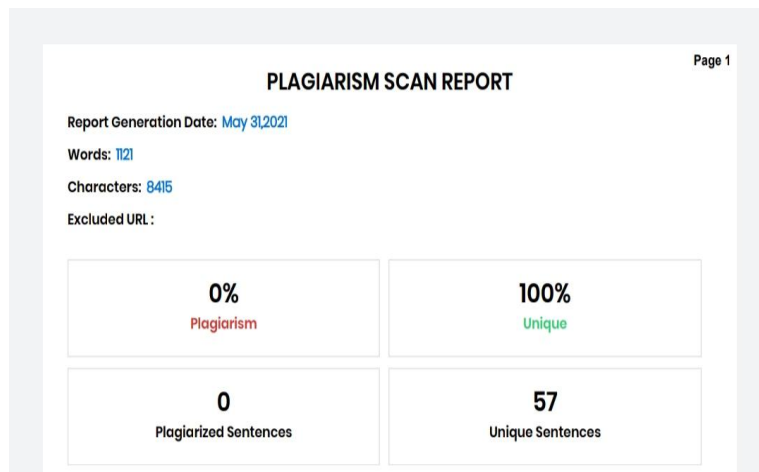 Page 1
PLAGIARISM SCAN REPORT
Report Generation Date: May 31,2021
Words: 1121
Characters: 8415
Excluded URL :
0%
Plagiarism
100%
Unique
0
Plagiarized Sentences
57
Unique Sentences